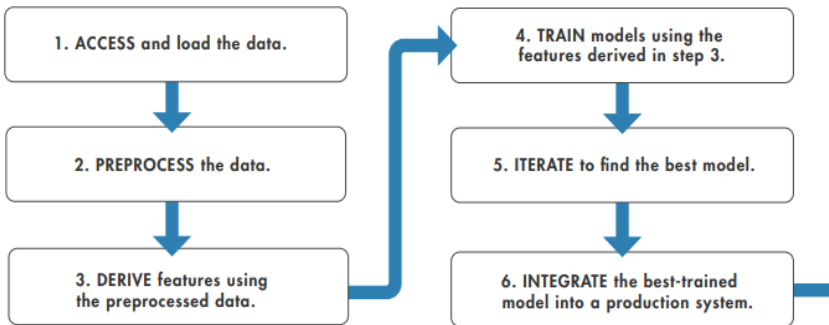 1. ACCESS and load the data.
2. PREPROCESS the data.
3. DERIVE features using
the preprocessed data.
4. TRAIN models using the
features derived in step 3.
5. ITERATE to find the best model.
6. INTEGRATE the best-trained
model into a production system.